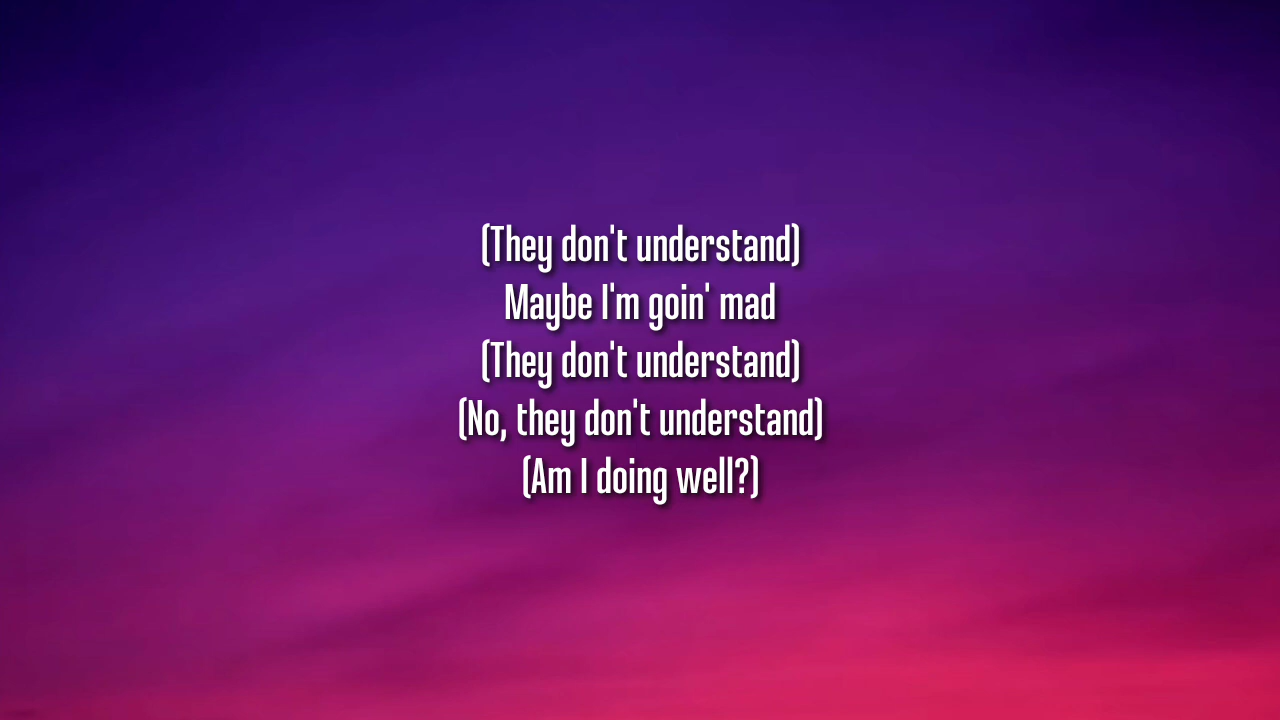 (They don't understand)
Maybe I'm goin' mad
(They don't understand)
(No, they don't understand)
(Am I doing well?)